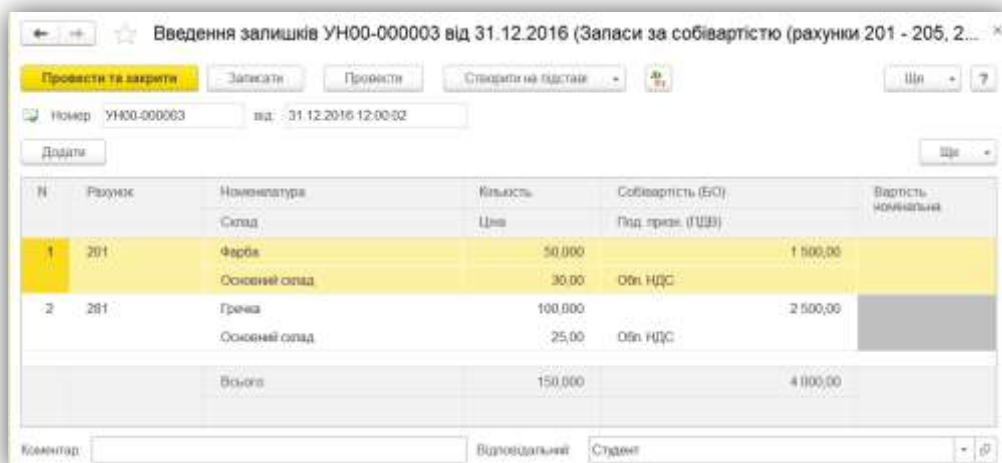 Введення залишків УН00-000003 від 31.12.2016 (Запаси за собівартістю (рахунки 201 - 205, 2...
Провести та закрити Записати Провести Створити на підставі Ще ?
Номер УН00-000003 від: 31.12.2016 12:00:02
Додати Ще
N Рахунок Номенклатура Кількість Собівартість (БО) Вартість номінальна
Склад Ціна Под. призн. (ПДВ)
1 201 Фарба 50,000 1 500,00
Основний склад 30,00 Обл. НДС
2 281 Гречка 100,000 2 500,00
Основний склад 25,00 Обл. НДС
Всього 150,000 4 000,00
Коментар: Відповідальний: Студент